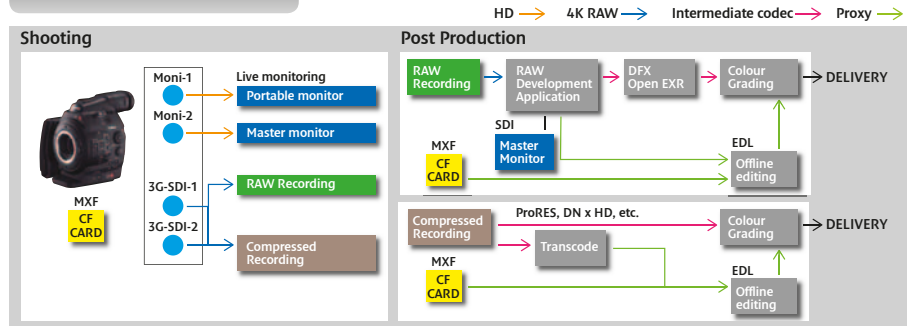 HD
4K RAW
Intermediate codec
Proxy
Shooting
Moni-1
Live monitoring
Portable monitor
Moni-2
Master monitor
3G-SDI-1
RAW Recording
MXF
CF
CARD
3G-SDI-2
Compressed
Recording
Post Production
RAW
Recording
RAW
Development
Application
DFX
Open EXR
Colour
Grading
DELIVERY
SDI
Master
Monitor
MXF
CF
CARD
EDL
Offline
editing
Compressed
Recording
ProRES, DN x HD, etc.
Transcode
Colour
Grading
DELIVERY
MXF
CF
CARD
EDL
Offline
editing